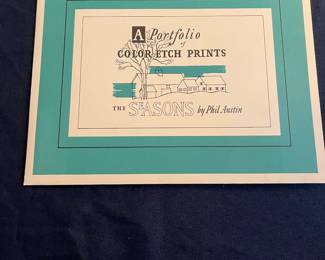 A Portfolio
of
COLOR-ETCH PRINTS
THE SEASONS by Phil Austin